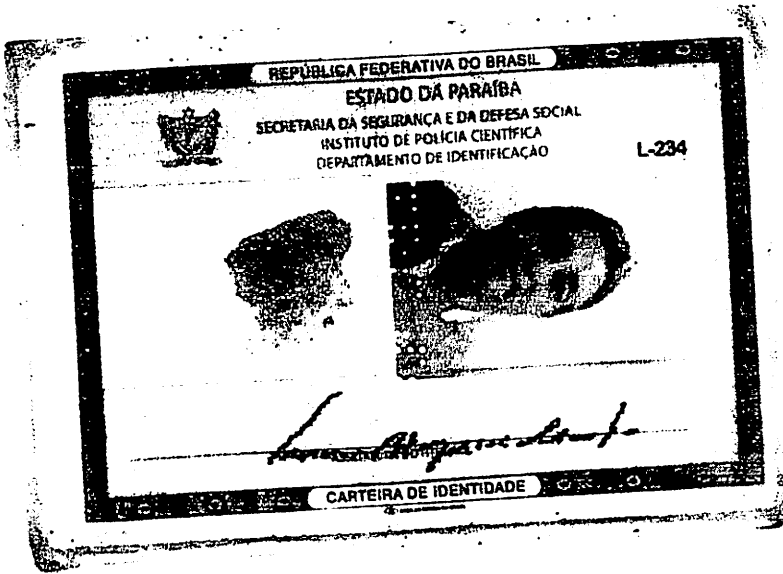 REPÚBLICA FEDERATIVA DO BRASIL
ESTADO DA PARAÍBA
SECRETARIA DA SEGURANÇA E DA DEFESA SOCIAL
INSTITUTO DE POLÍCIA CIENTÍFICA
DEPARTAMENTO DE IDENTIFICAÇÃO
L-234
CARTEIRA DE IDENTIDADE